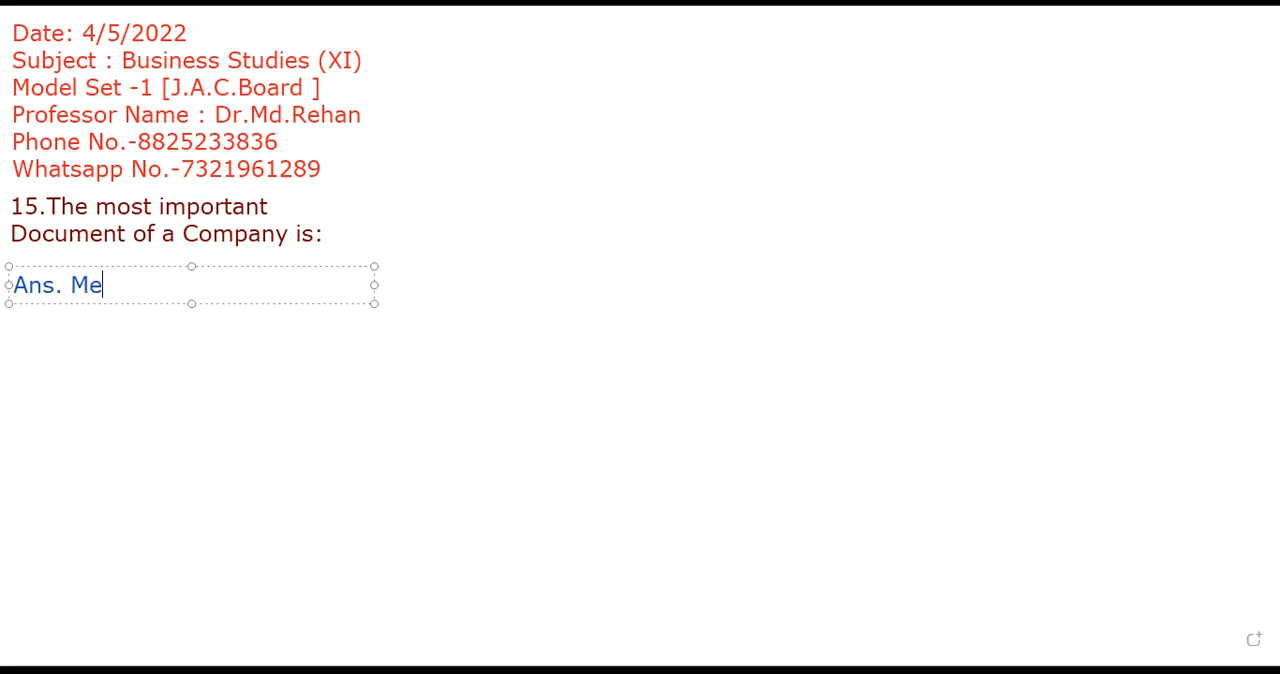 Date: 4/5/2022
Subject : Business Studies (XI)
Model Set -1 [J.A.C.Board ]
Professor Name : Dr.Md.Rehan
Phone No.-8825233836
Whatsapp No.-7321961289
15.The most important
Document of a Company is:
Ans. Me